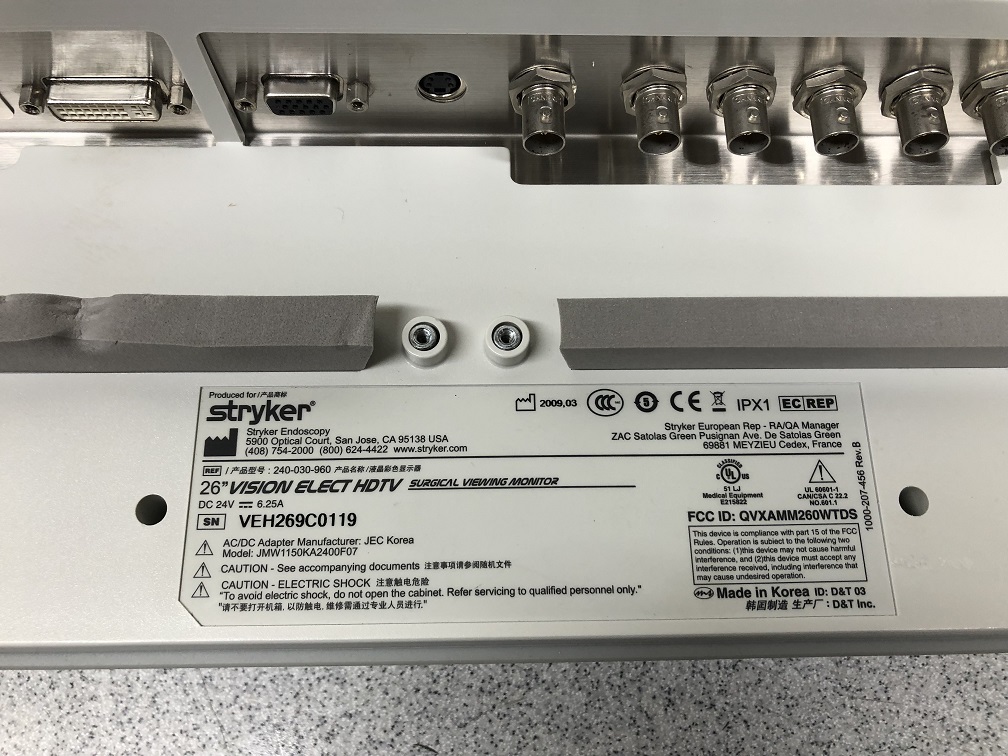 Produced for/产品商标
stryker®
Stryker Endoscopy
5900 Optical Court, San Jose, CA 95138 USA
(408) 754-2000 (800) 624-4422 www.stryker.com
2009,03
CCC
5
CE
IPX1
EC REP
Stryker European Rep - RA/QA Manager
ZAC Satolas Green Pusignan Ave. De Satolas Green
69881 MEYZIEU Cedex, France
REF /产品型号: 240-030-960 产品名称/液晶彩色显示器
26" VISION ELECT HDTV SURGICAL VIEWING MONITOR
DC 24V 6.25A
SN VEH269C0119
CLASSIFIED
C UL US
51 LJ
Medical Equipment
E215822
UL 60601-1
CAN/CSA C 22.2
NO.601.1
FCC ID: QVXAMM260WTDS
This device is compliance with part 15 of the FCC
Rules. Operation is subject to the following two
conditions: (1)this device may not cause harmful
interference, and (2)this device must accept any
interference received, including interference that
may cause undesired operation.
AC/DC Adapter Manufacturer: JEC Korea
Model: JMW1150KA2400F07
CAUTION - See accompanying documents 注意事项请参阅随机文件
CAUTION - ELECTRIC SHOCK 注意触电危险
"To avoid electric shock, do not open the cabinet. Refer servicing to qualified personnel only."
"请不要打开机箱, 以防触电, 维修需通过专业人员进行."
Made in Korea ID: D&T 03
韩国制造 生产厂: D&T Inc.
1000-207-456 Rev.B